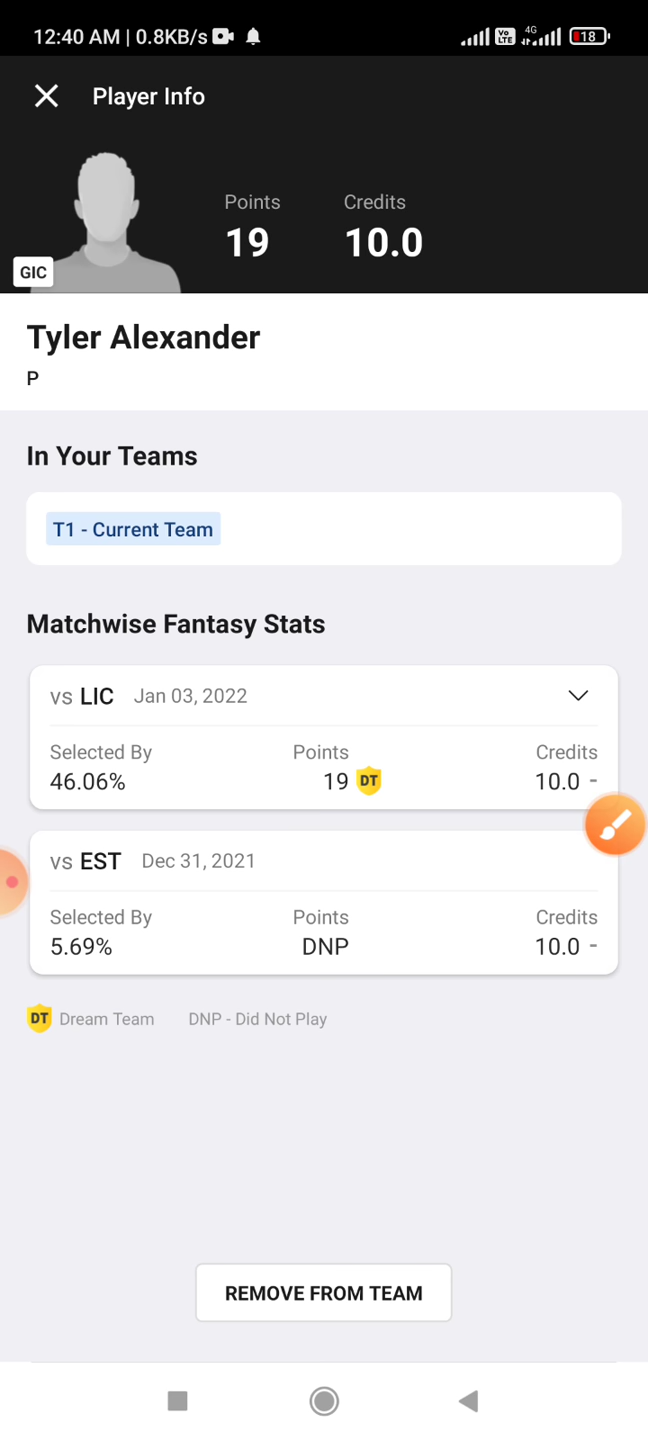 12:40 AM | 0.8KB/s Vo LTE 4G 18
Player Info
Points Credits
19 10.0
GIC
Tyler Alexander
P
In Your Teams
T1 - Current Team
Matchwise Fantasy Stats
vs LIC Jan 03, 2022
Selected By Points Credits
46.06% 19 DT 10.0 -
vs EST Dec 31, 2021
Selected By Points Credits
5.69% DNP 10.0 -
DT Dream Team DNP - Did Not Play
REMOVE FROM TEAM